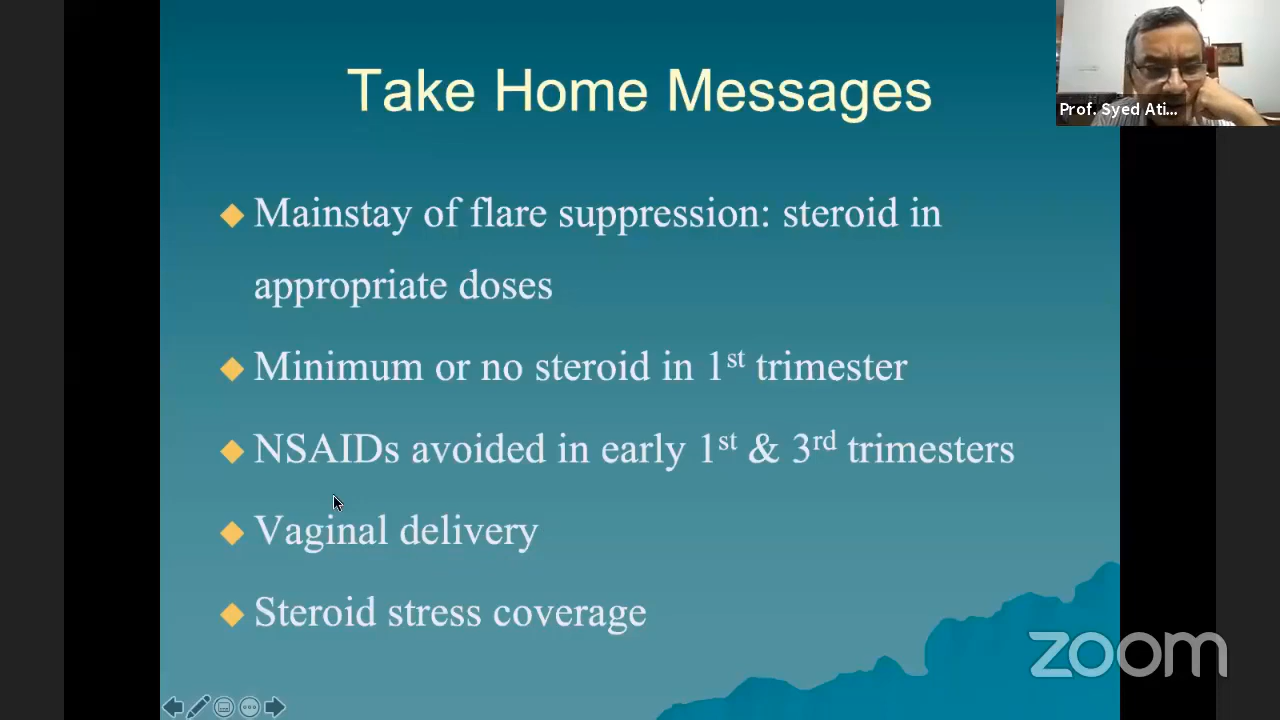 Take Home Messages
Prof. Syed Ati...
Mainstay of flare suppression: steroid in
appropriate doses
Minimum or no steroid in 1st trimester
NSAIDs avoided in early 1st & 3rd trimesters
Vaginal delivery
Steroid stress coverage
zoom